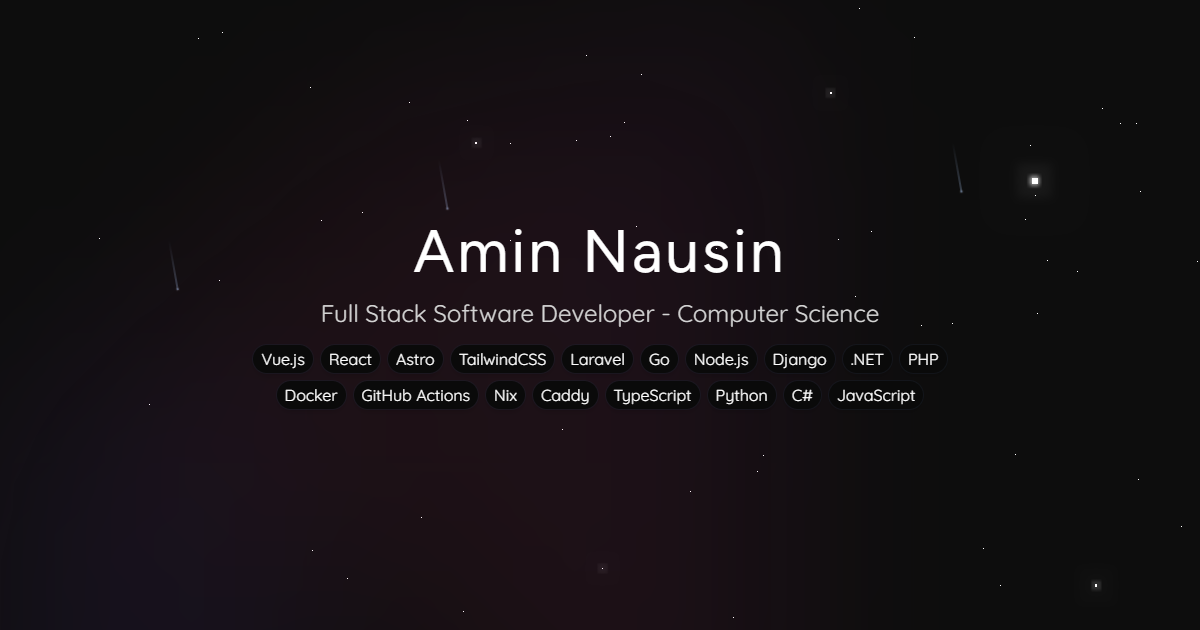 Amin Nausin
Full Stack Software Developer - Computer Science
Vue.js React Astro TailwindCSS Laravel Go Node.js Django .NET PHP
Docker GitHub Actions Nix Caddy TypeScript Python C# JavaScript